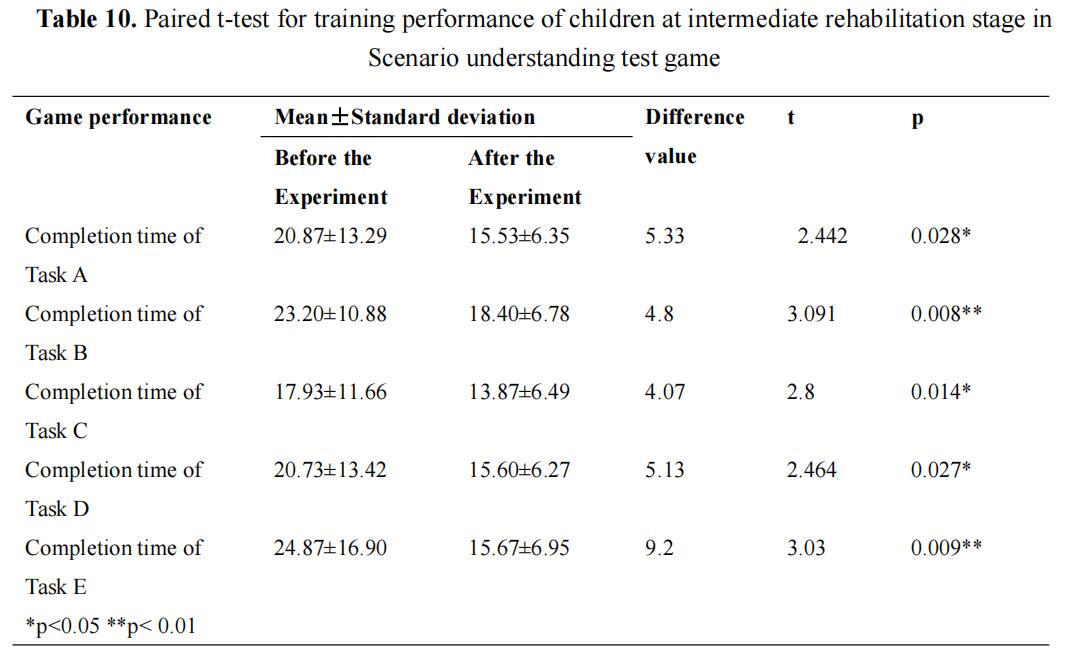 Table 10. Paired t-test for training performance of children at intermediate rehabilitation stage in
Scenario understanding test game
Game performance Mean±Standard deviation Difference value t p
Before the Experiment After the Experiment
Completion time of Task A 20.87±13.29 15.53±6.35 5.33 2.442 0.028*
Completion time of Task B 23.20±10.88 18.40±6.78 4.8 3.091 0.008**
Completion time of Task C 17.93±11.66 13.87±6.49 4.07 2.8 0.014*
Completion time of Task D 20.73±13.42 15.60±6.27 5.13 2.464 0.027*
Completion time of Task E 24.87±16.90 15.67±6.95 9.2 3.03 0.009**
*p<0.05 **p< 0.01